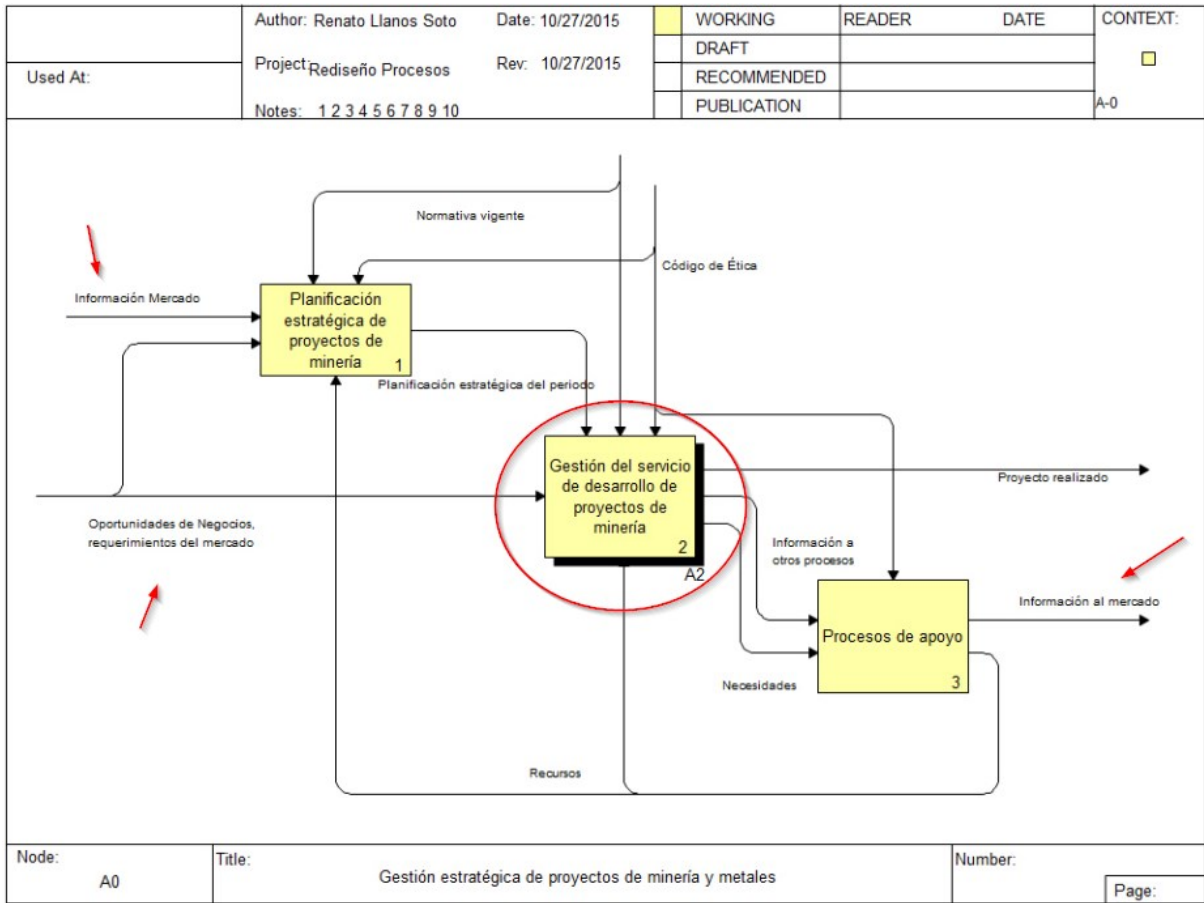 Used At:
Author: Renato Llanos Soto
Date: 10/27/2015
Project: Rediseño Procesos
Rev: 10/27/2015
Notes: 1 2 3 4 5 6 7 8 9 10
WORKING
DRAFT
RECOMMENDED
PUBLICATION
READER
DATE
CONTEXT:
A-0
Normativa vigente
Código de Ética
Información Mercado
Planificación
estratégica de
proyectos de
minería
1
Planificación estratégica del periodo
Gestión del servicio
de desarrollo de
proyectos de
minería
2
A2
Proyecto realizado
Oportunidades de Negocios,
requerimientos del mercado
Información a
otros procesos
Información al mercado
Procesos de apoyo
3
Necesidades
Recursos
Node:
A0
Title:
Gestión estratégica de proyectos de minería y metales
Number:
Page: